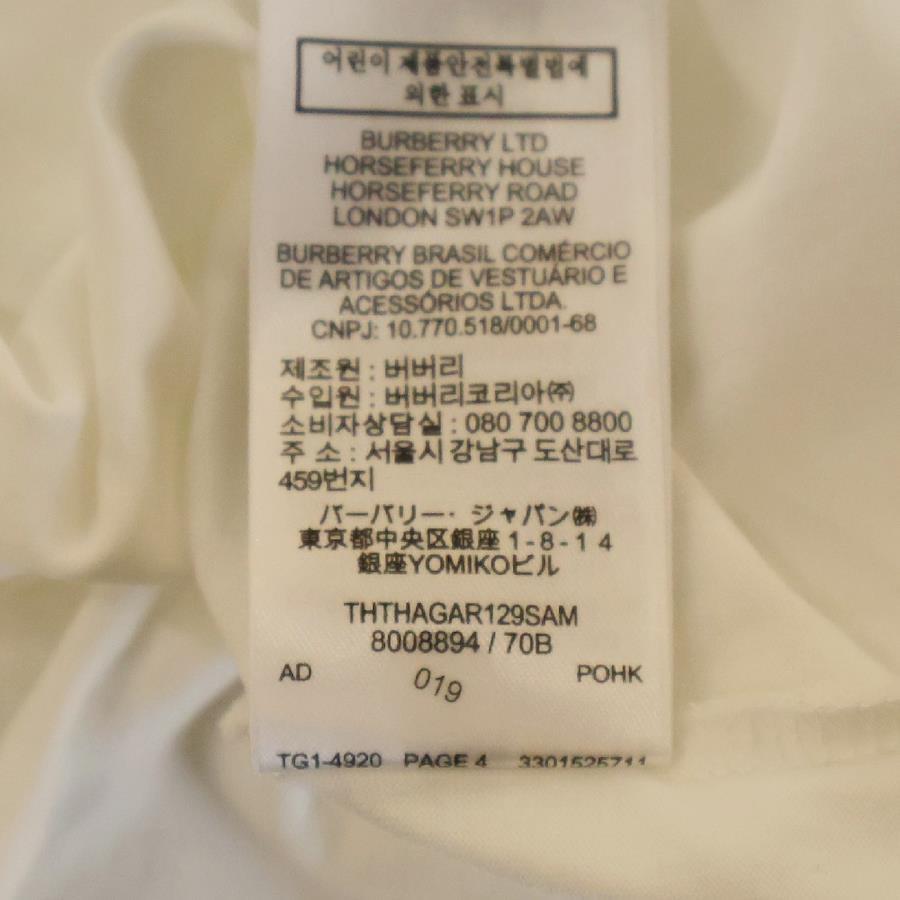 어린이 제품안전특별법에
의한 표시
BURBERRY LTD
HORSEFERRY HOUSE
HORSEFERRY ROAD
LONDON SW1P 2AW
BURBERRY BRASIL COMÉRCIO
DE ARTIGOS DE VESTUÁRIO E
ACESSÓRIOS LTDA.
CNPJ: 10.770.518/0001-68
제조원 : 버버리
수입원 : 버버리코리아㈜
소비자상담실 : 080 700 8800
주 소 : 서울시 강남구 도산대로
459번지
バーバリー・ジャパン㈱
東京都中央区銀座 1 - 8 - 1 4
銀座YOMIKOビル
THTHAGAR129SAM
8008894 / 70B
AD 019 POHK
TG1-4920 PAGE 4 3301525711